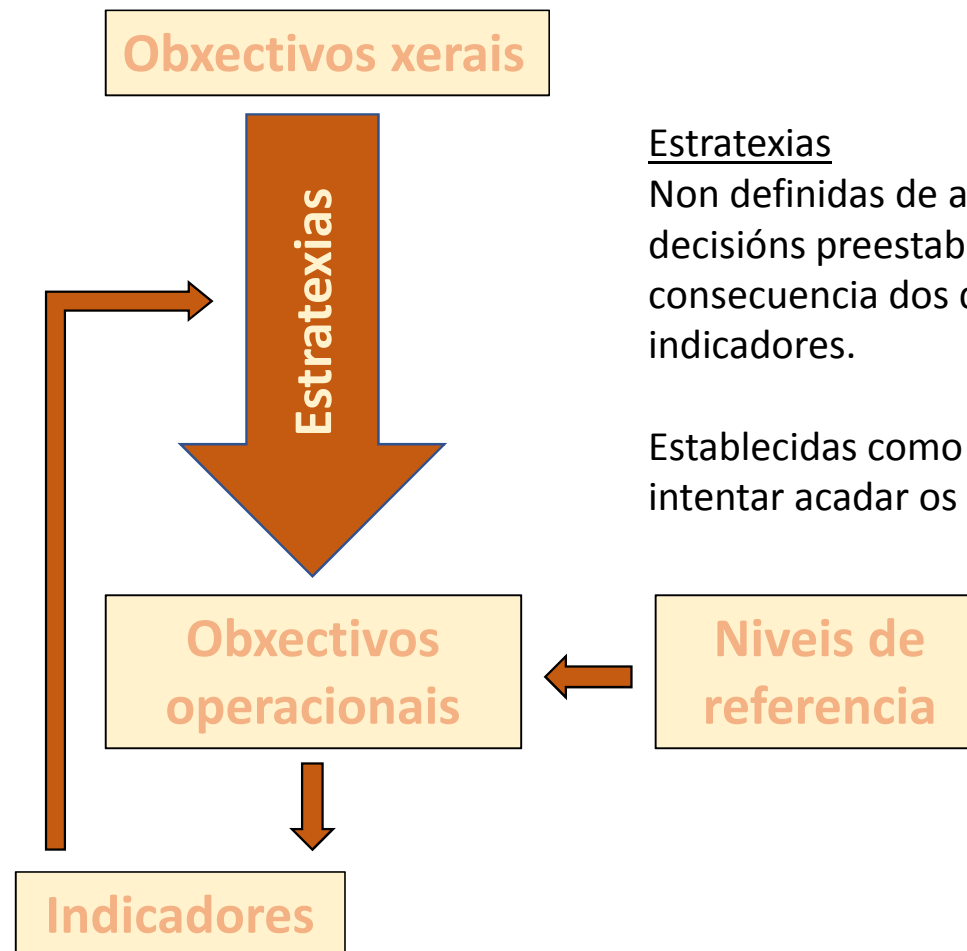 Obxectivos xerais
Estratexias
Estratexias
Non definidas de a
decisións preestab
consecuencia dos
indicadores.
Establecidas como
intentar acadar os
Obxectivos
operacionais
Niveis de
referencia
Indicadores